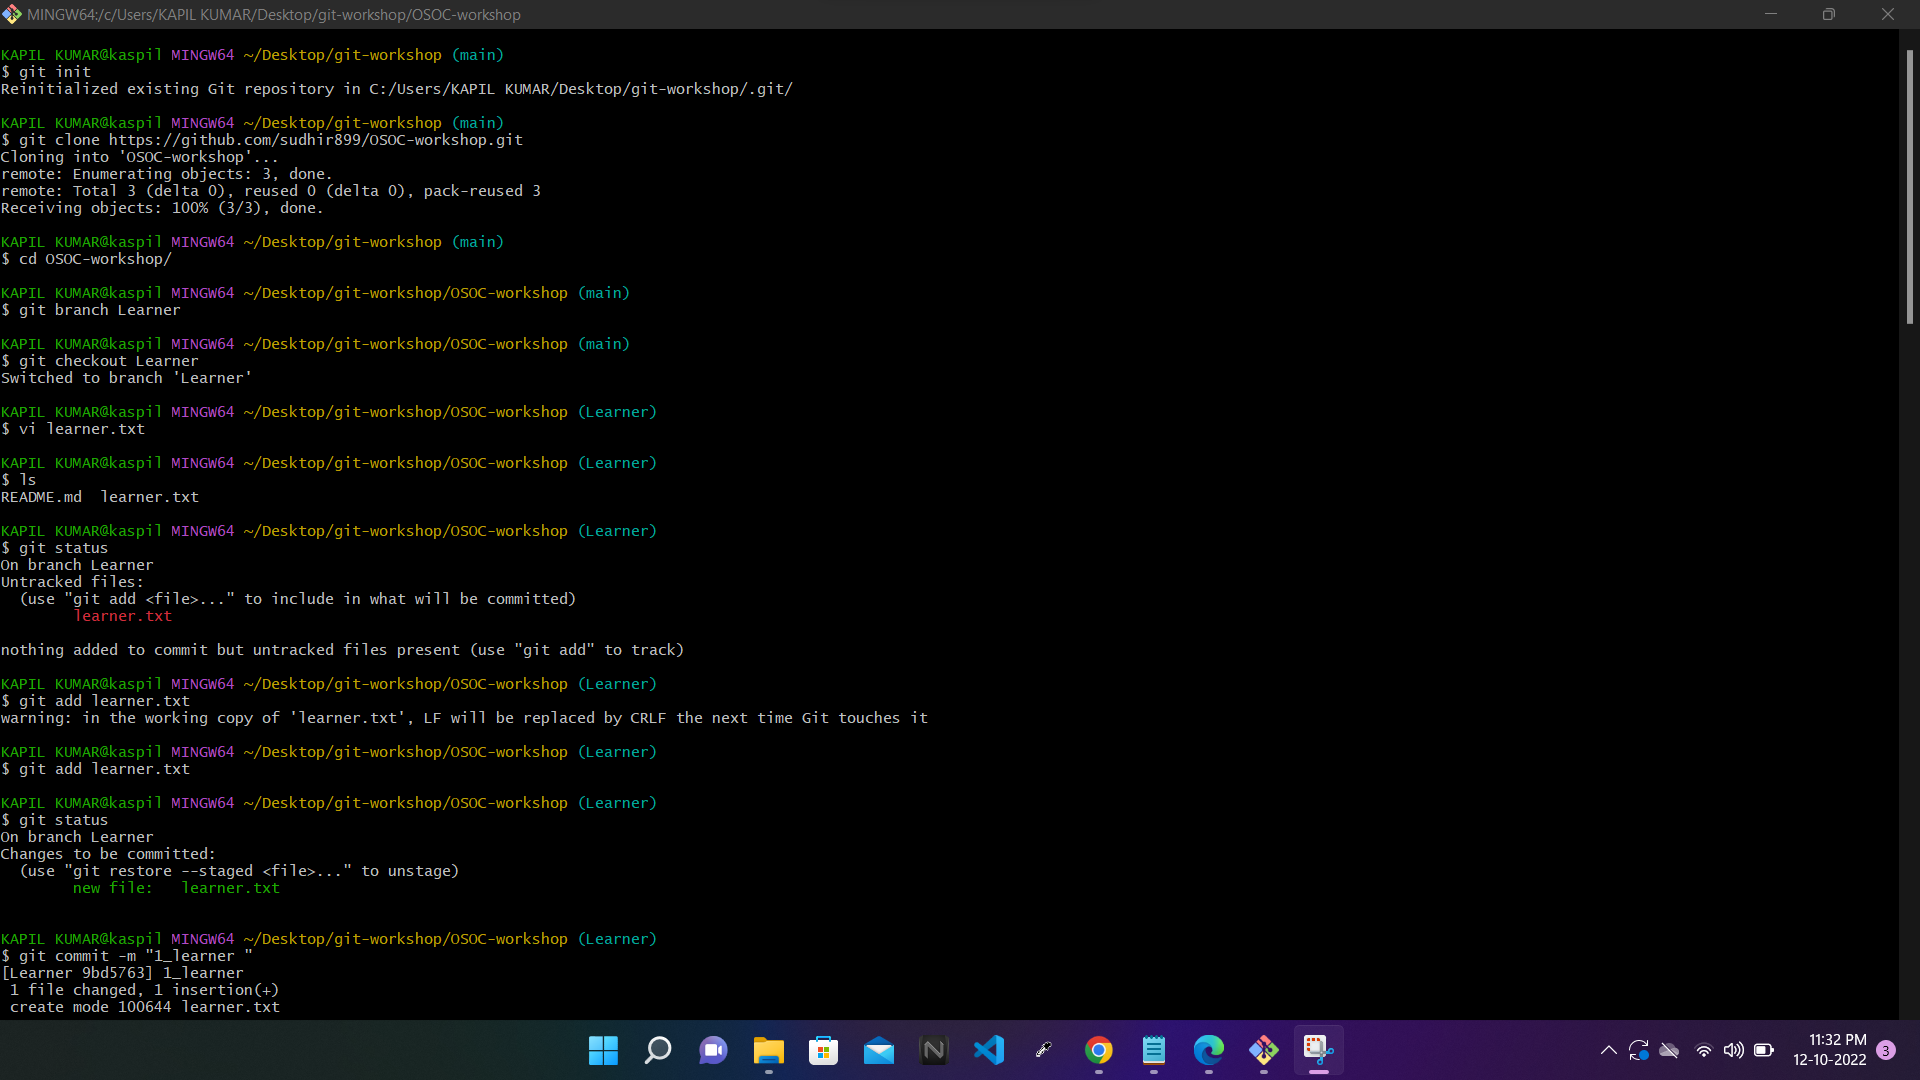 MINGW64:/c/Users/KAPIL KUMAR/Desktop/git-workshop/OSOC-workshop
KAPIL KUMAR@kaspil MINGW64 ~/Desktop/git-workshop (main)
$ git init
Reinitialized existing Git repository in C:/Users/KAPIL KUMAR/Desktop/git-workshop/.git/
KAPIL KUMAR@kaspil MINGW64 ~/Desktop/git-workshop (main)
$ git clone https://github.com/sudhir899/OSOC-workshop.git
Cloning into 'OSOC-workshop'...
remote: Enumerating objects: 3, done.
remote: Total 3 (delta 0), reused 0 (delta 0), pack-reused 3
Receiving objects: 100% (3/3), done.
KAPIL KUMAR@kaspil MINGW64 ~/Desktop/git-workshop (main)
$ cd OSOC-workshop/
KAPIL KUMAR@kaspil MINGW64 ~/Desktop/git-workshop/OSOC-workshop (main)
$ git branch Learner
KAPIL KUMAR@kaspil MINGW64 ~/Desktop/git-workshop/OSOC-workshop (main)
$ git checkout Learner
Switched to branch 'Learner'
KAPIL KUMAR@kaspil MINGW64 ~/Desktop/git-workshop/OSOC-workshop (Learner)
$ vi learner.txt
KAPIL KUMAR@kaspil MINGW64 ~/Desktop/git-workshop/OSOC-workshop (Learner)
$ ls
README.md  learner.txt
KAPIL KUMAR@kaspil MINGW64 ~/Desktop/git-workshop/OSOC-workshop (Learner)
$ git status
On branch Learner
Untracked files:
  (use "git add <file>..." to include in what will be committed)
        learner.txt
nothing added to commit but untracked files present (use "git add" to track)
KAPIL KUMAR@kaspil MINGW64 ~/Desktop/git-workshop/OSOC-workshop (Learner)
$ git add learner.txt
warning: in the working copy of 'learner.txt', LF will be replaced by CRLF the next time Git touches it
KAPIL KUMAR@kaspil MINGW64 ~/Desktop/git-workshop/OSOC-workshop (Learner)
$ git add learner.txt
KAPIL KUMAR@kaspil MINGW64 ~/Desktop/git-workshop/OSOC-workshop (Learner)
$ git status
On branch Learner
Changes to be committed:
  (use "git restore --staged <file>..." to unstage)
        new file:   learner.txt
KAPIL KUMAR@kaspil MINGW64 ~/Desktop/git-workshop/OSOC-workshop (Learner)
$ git commit -m "1_learner "
[Learner 9bd5763] 1_learner
 1 file changed, 1 insertion(+)
 create mode 100644 learner.txt
11:32 PM
12-10-2022
3